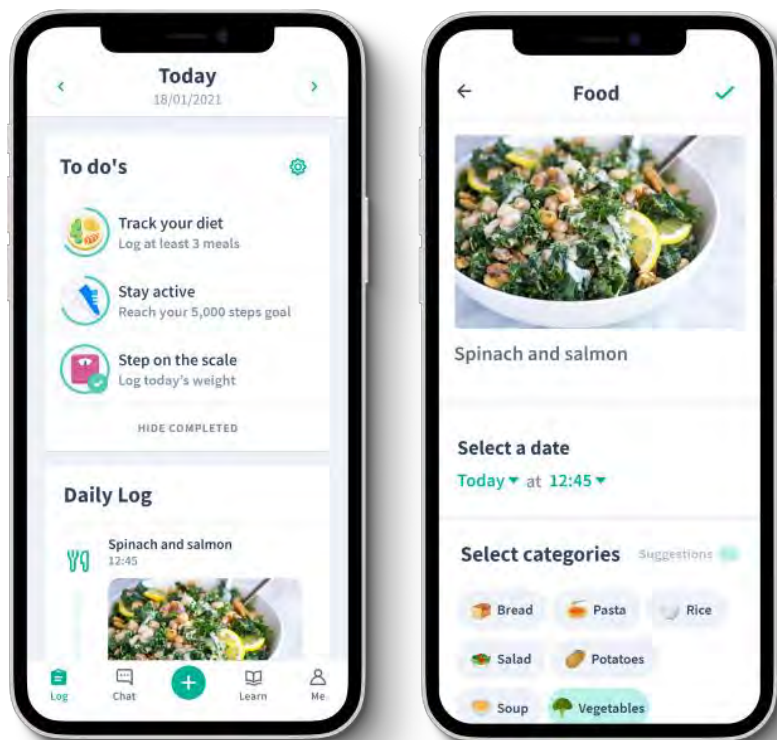 Today
18/01/2021
To do's
Track your diet
Log at least 3 meals
Stay active
Reach your 5,000 steps goal
Step on the scale
Log today's weight
HIDE COMPLETED
Daily Log
Spinach and salmon
12:45
Log Chat Learn Me
Food
Spinach and salmon
Select a date
Today at 12:45
Select categories Suggestions
Bread Pasta Rice
Salad Potatoes
Soup Vegetables